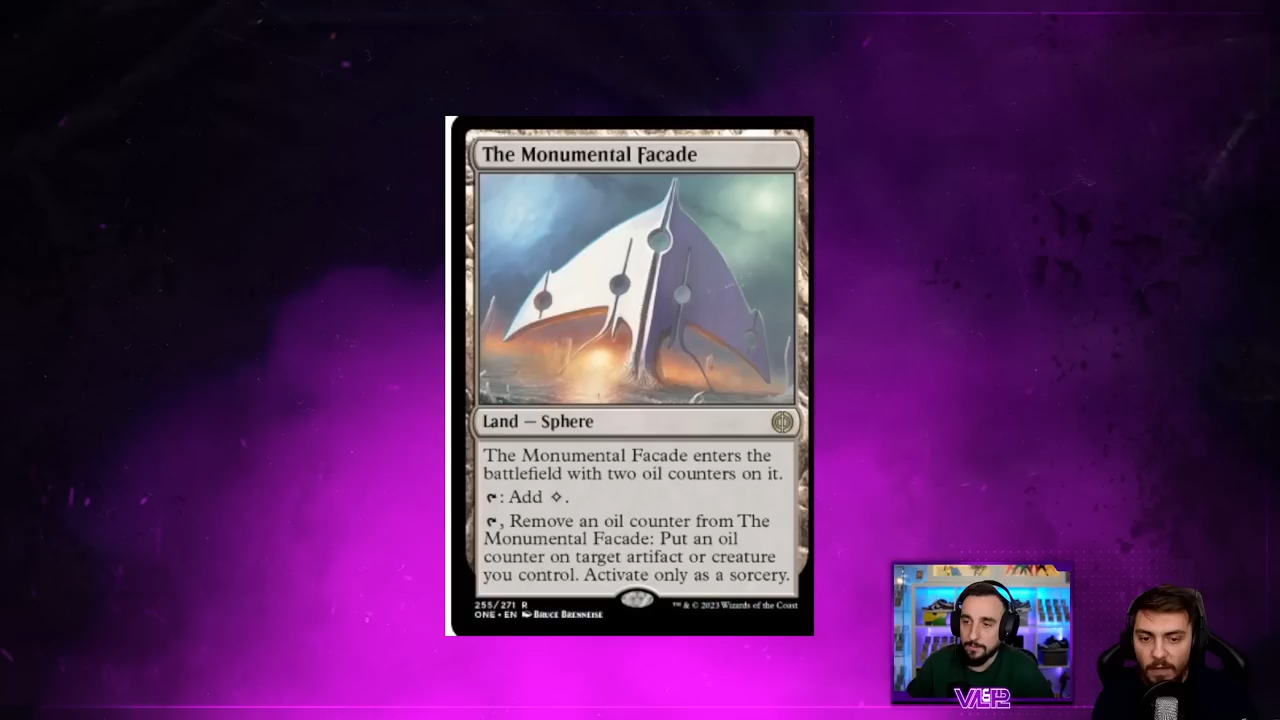 The Monumental Facade
Land — Sphere
The Monumental Facade enters the
battlefield with two oil counters on it.
: Add .
, Remove an oil counter from The
Monumental Facade: Put an oil
counter on target artifact or creature
you control. Activate only as a sorcery.
255/271 R
™ & © 2023 Wizards of the Coast
ONE • EN Bruce Brenneise